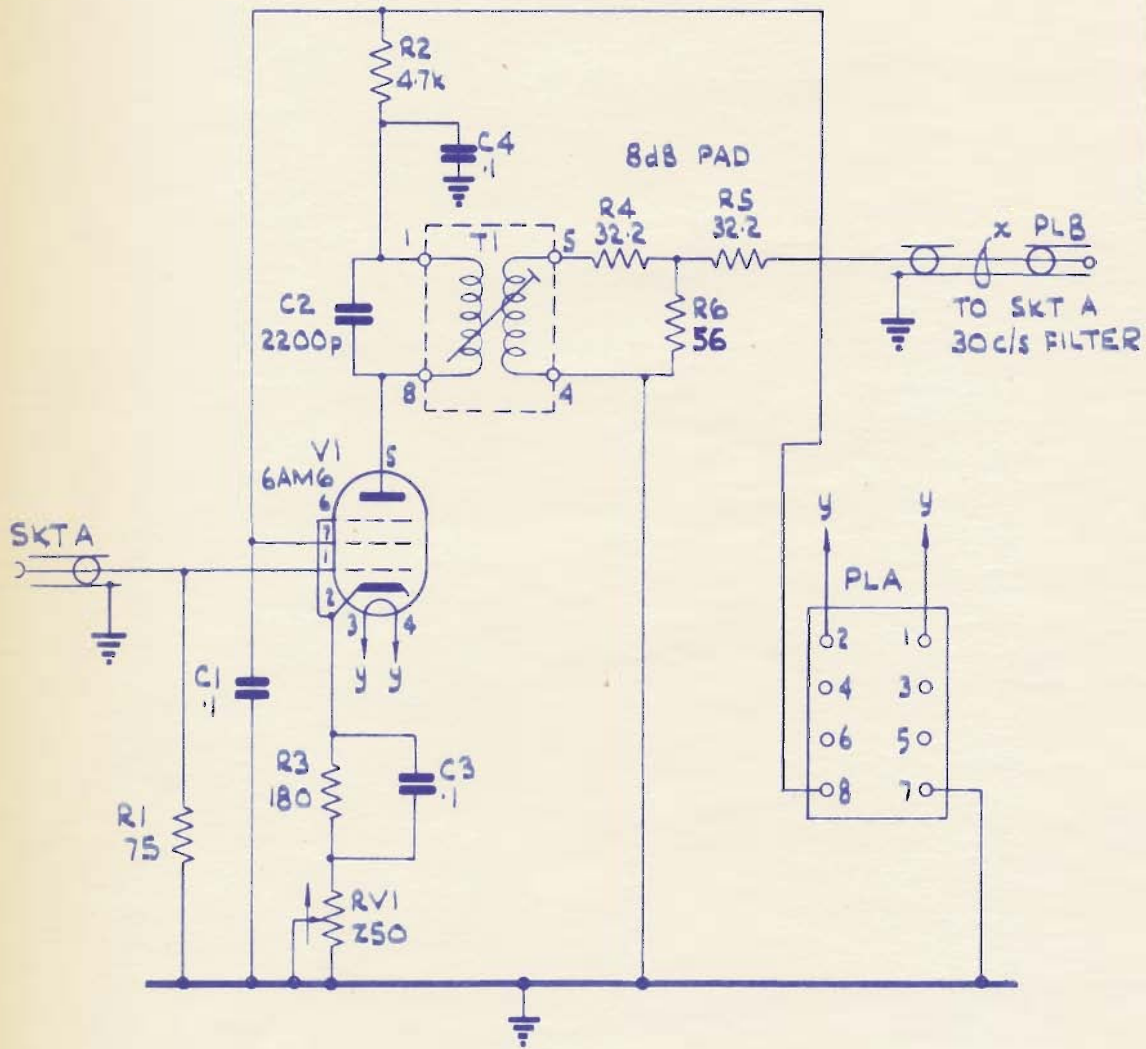 R2
4.7k
C4
.1
8dB PAD
R4
32.2
R5
32.2
1
T1
5
x PLB
C2
2200p
R6
56
TO SKT A
30c/s FILTER
8
4
V1
6AM6
5
6
7
1
2
3
4
y y
SKT A
y y
PLA
2 1
4 3
6 5
8 7
C1
.1
R3
180
C3
.1
R1
75
RV1
250